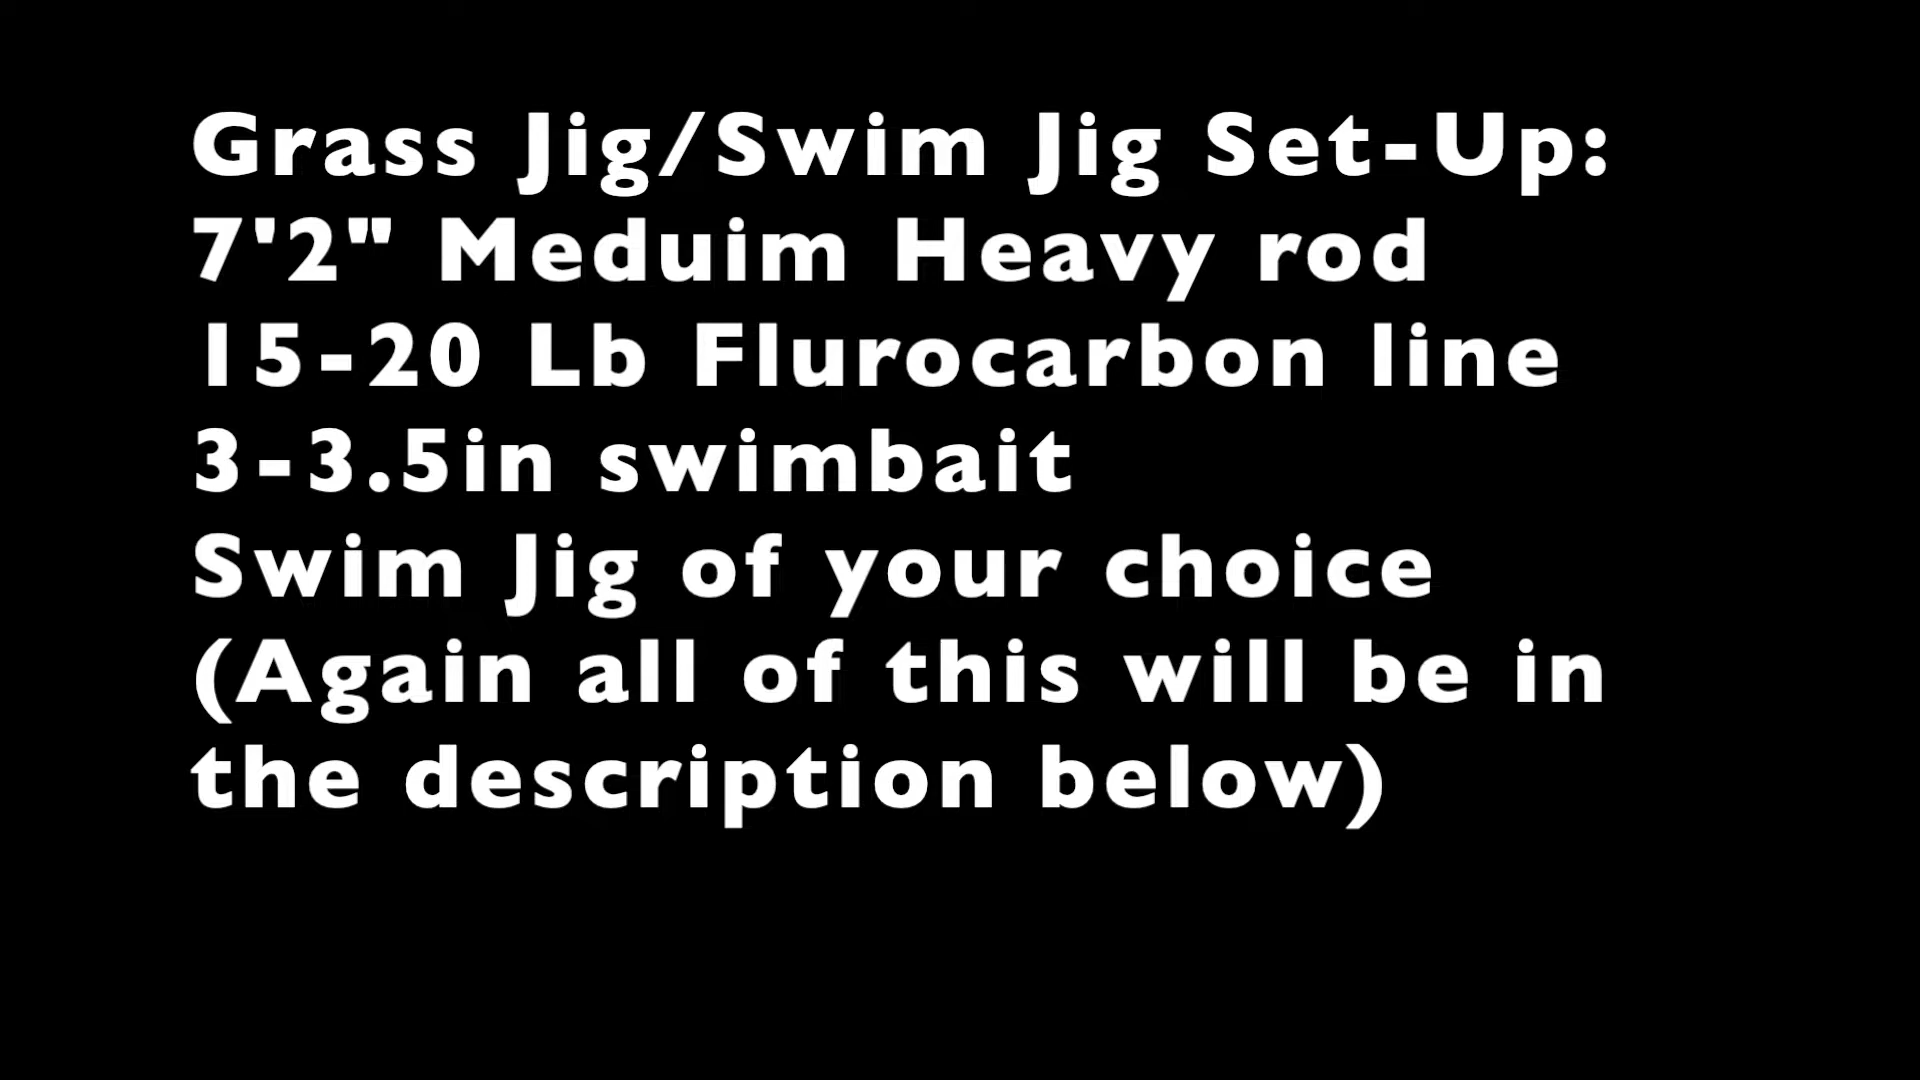 Grass Jig/Swim Jig Set-Up:
7'2" Meduim Heavy rod
15-20 Lb Flurocarbon line
3-3.5in swimbait
Swim Jig of your choice
(Again all of this will be in
the description below)